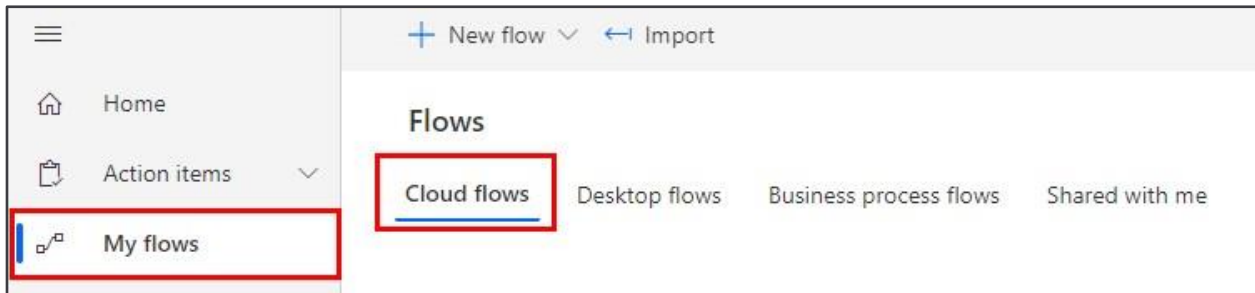 New flow
Import
Home
Action items
My flows
Flows
Cloud flows
Desktop flows
Business process flows
Shared with me